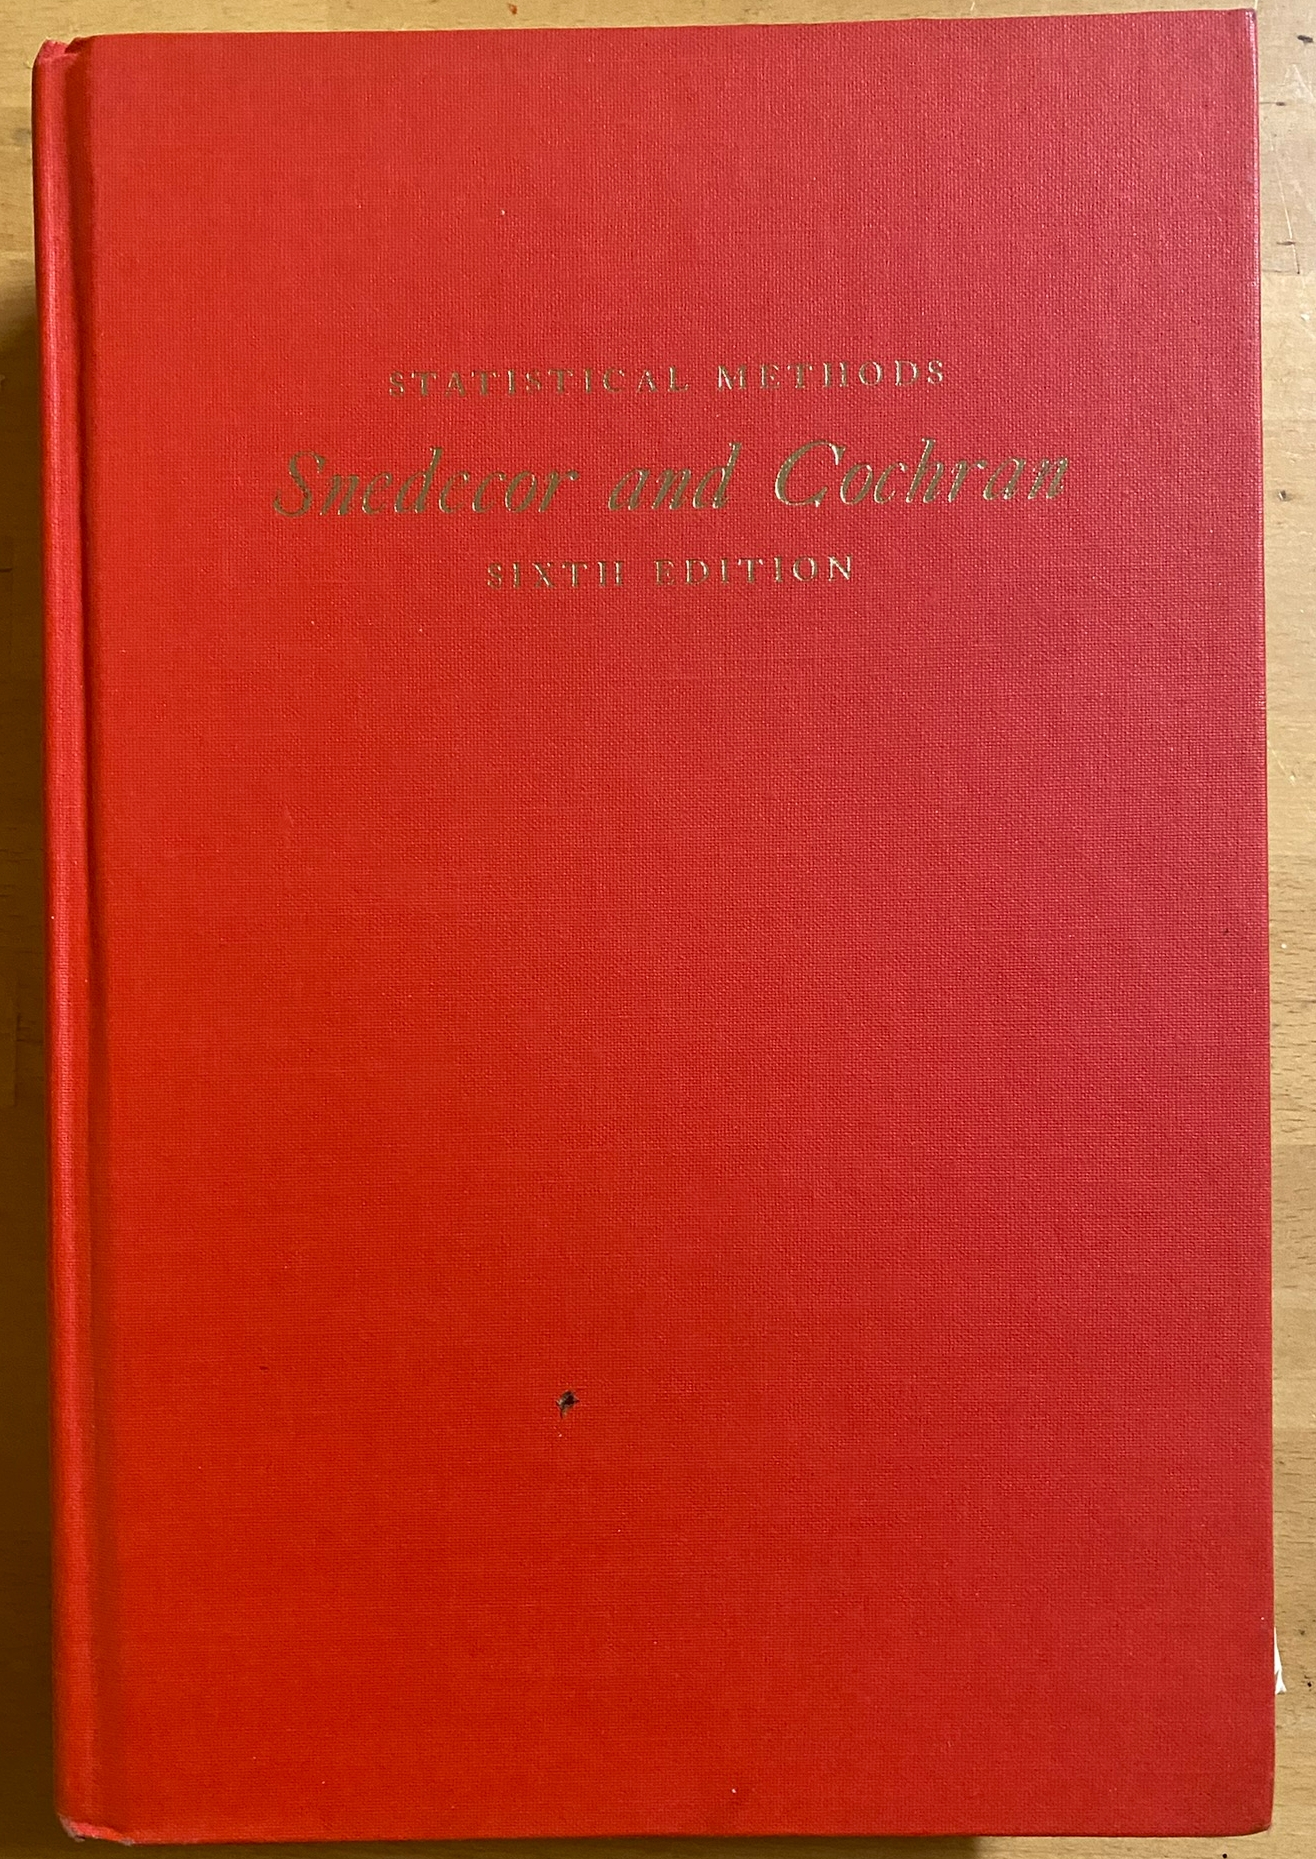 STATISTICAL METHODS
Snedecor and Cochran
SIXTH EDITION